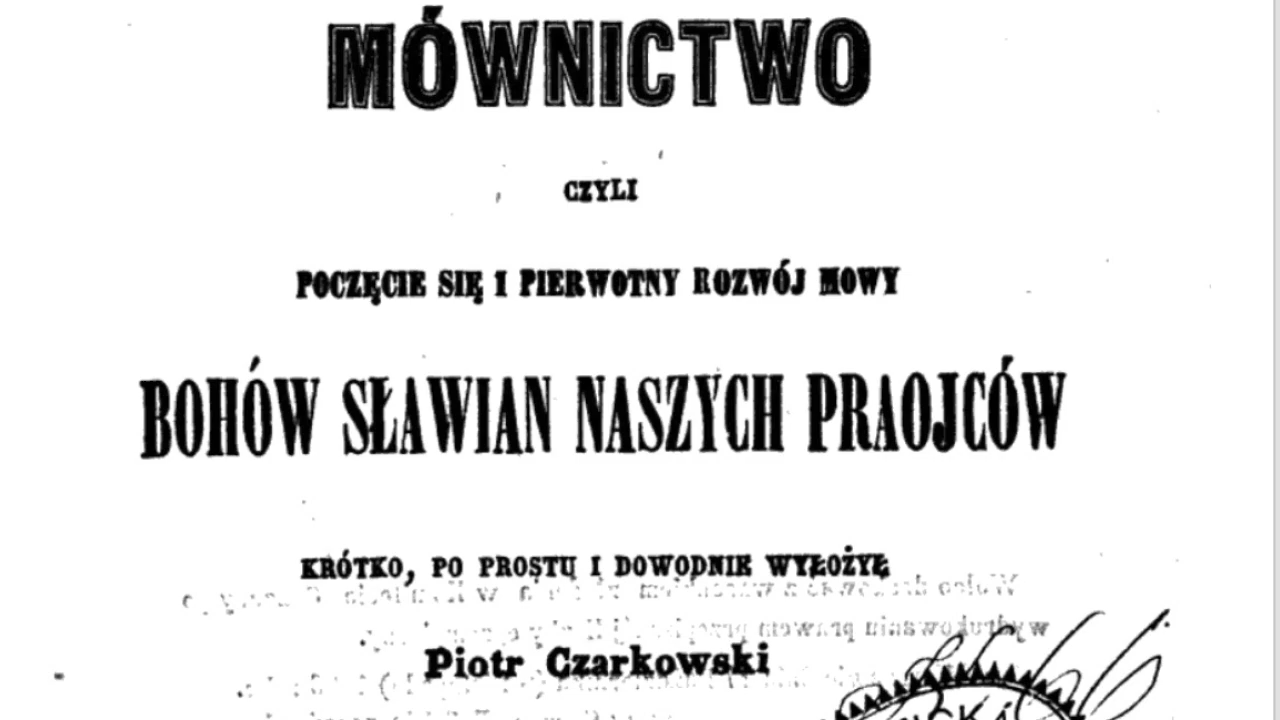 MÓWNICTWO
CZYLI
POCZĘCIE SIĘ I PIERWOTNY ROZWÓJ MOWY
BOHÓW SŁAWIAN NASZYCH PRAOJCÓW
KRÓTKO, PO PROSTU I DOWODNIE WYŁOŻYŁ
Piotr Czarkowski